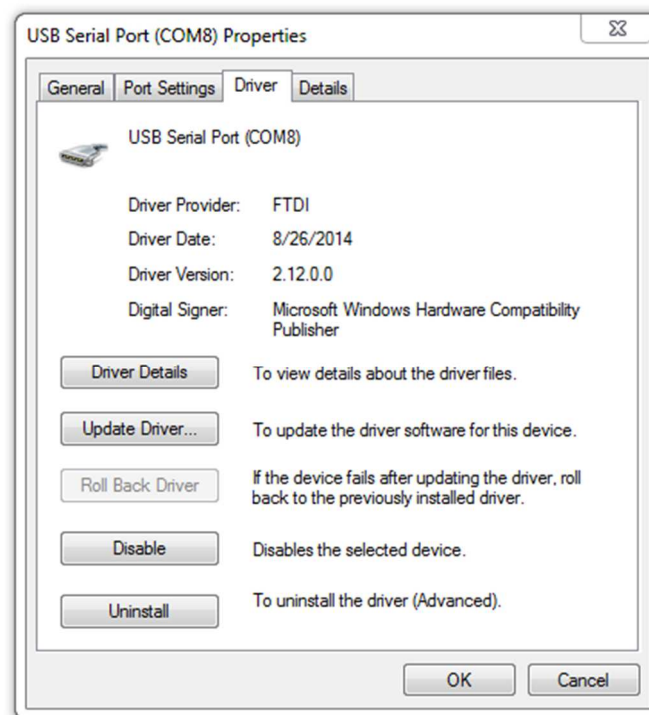 USB Serial Port (COM8) Properties
General Port Settings Driver Details
USB Serial Port (COM8)
Driver Provider: FTDI
Driver Date: 8/26/2014
Driver Version: 2.12.0.0
Digital Signer: Microsoft Windows Hardware Compatibility
Publisher
Driver Details To view details about the driver files.
Update Driver... To update the driver software for this device.
Roll Back Driver If the device fails after updating the driver, roll
back to the previously installed driver.
Disable Disables the selected device.
Uninstall To uninstall the driver (Advanced).
OK Cancel